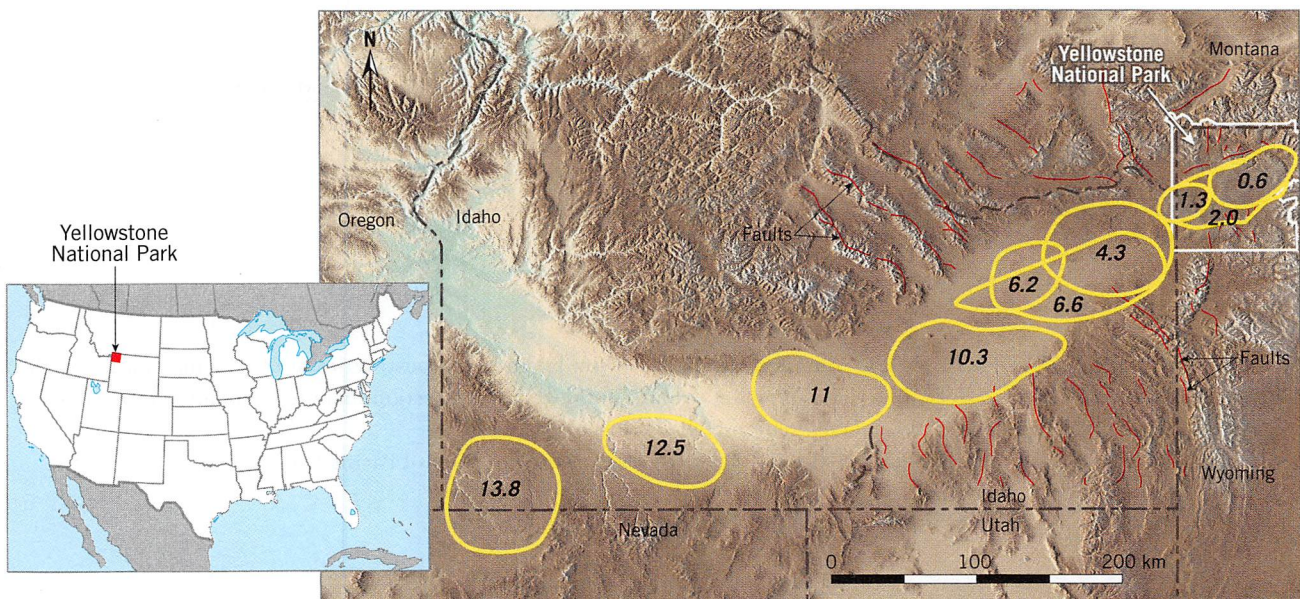 N
Montana
Yellowstone
National Park
Oregon
Idaho
Faults
0.6
1.3
2.0
4.3
6.2
6.6
10.3
11
12.5
13.8
Faults
Wyoming
Idaho
Utah
Nevada
0
100
200 km
Yellowstone
National Park